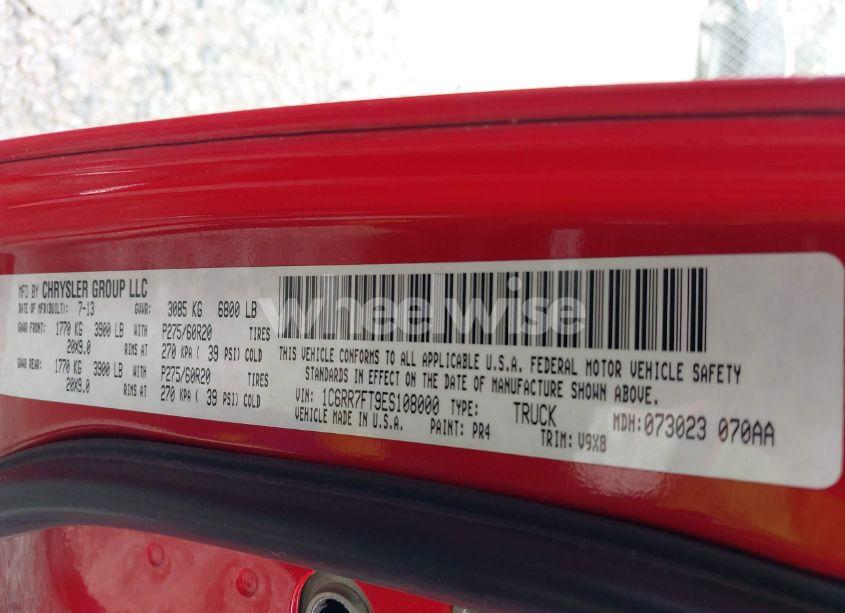 MFD BY CHRYSLER GROUP LLC
DATE OF MFR(BUILT): 7-13 GVWR: 3085 KG 6800 LB
GAWR FRONT: 1770 KG 3900 LB WITH P275/60R20 TIRES
20X9.0 RIMS AT 270 KPA ( 39 PSI) COLD
GAWR REAR: 1770 KG 3900 LB WITH P275/60R20 TIRES
20X9.0 RIMS AT 270 KPA ( 39 PSI) COLD
wheelwise
THIS VEHICLE CONFORMS TO ALL APPLICABLE U.S.A. FEDERAL MOTOR VEHICLE SAFETY
STANDARDS IN EFFECT ON THE DATE OF MANUFACTURE SHOWN ABOVE.
VIN: 1C6RR7FT9ES108000 TYPE: TRUCK MDH:073023 070AA
VEHICLE MADE IN U.S.A. PAINT: PR4 TRIM: V9X8